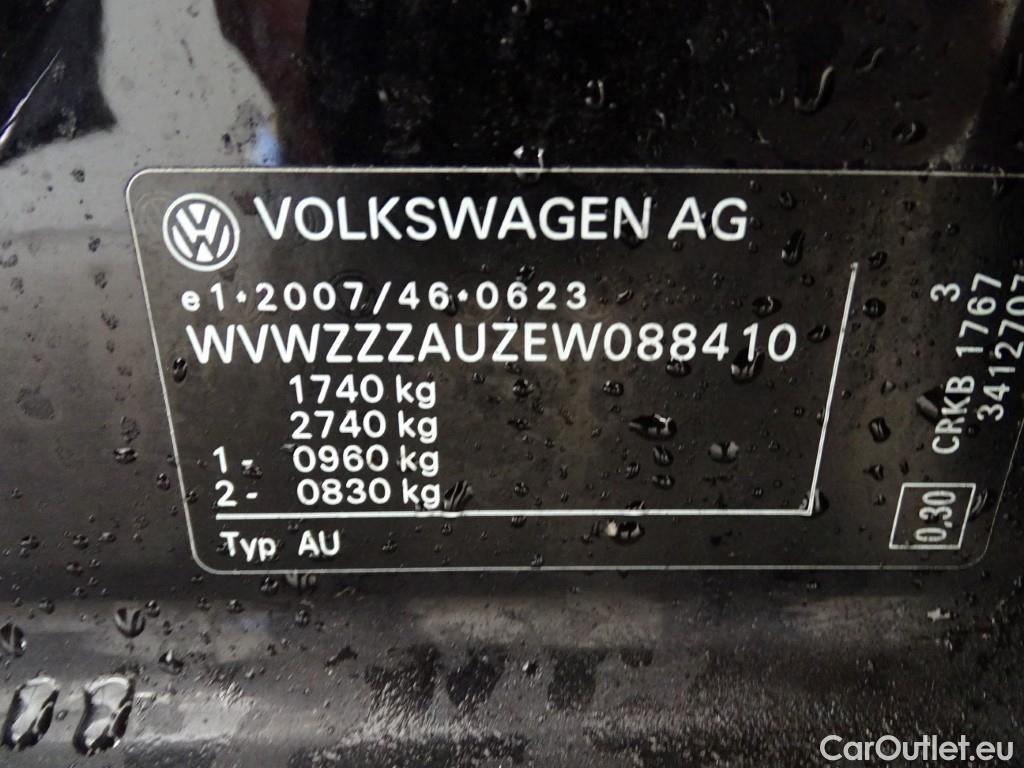 VOLKSWAGEN AG
e1*2007/46*0623
WVWZZZAUZEW088410
1740 kg
2740 kg
1- 0960 kg
2- 0830 kg
Typ AU
3
CRKB 1767
3412707
0,30
CarOutlet.eu